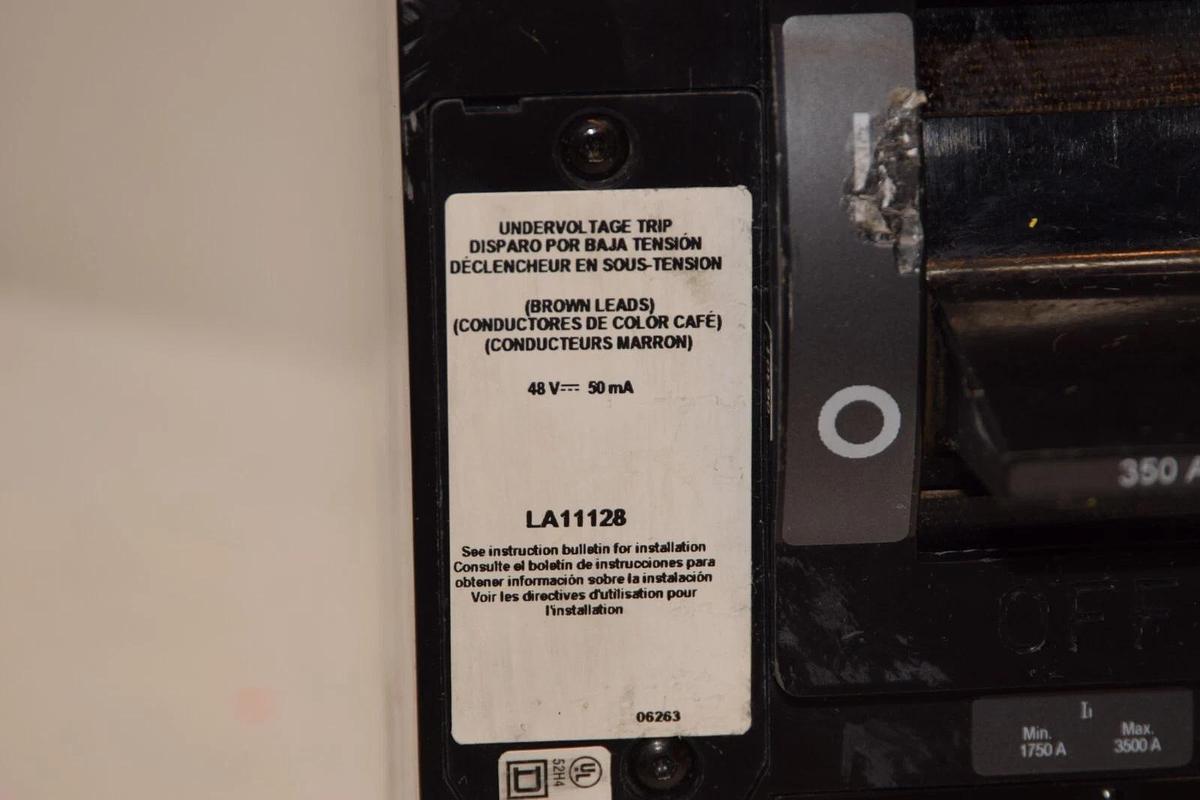 UNDERVOLTAGE TRIP
DISPARO POR BAJA TENSIÓN
DÉCLENCHEUR EN SOUS-TENSION
(BROWN LEADS)
(CONDUCTORES DE COLOR CAFÉ)
(CONDUCTEURS MARRON)
48 V⎓ 50 mA
LA11128
See instruction bulletin for installation
Consulte el boletín de instrucciones para
obtener información sobre la instalación
Voir les directives d'utilisation pour
l'installation
06263
52H4
UL
350 A
OFF
Min. Max.
1750 A 3500 A